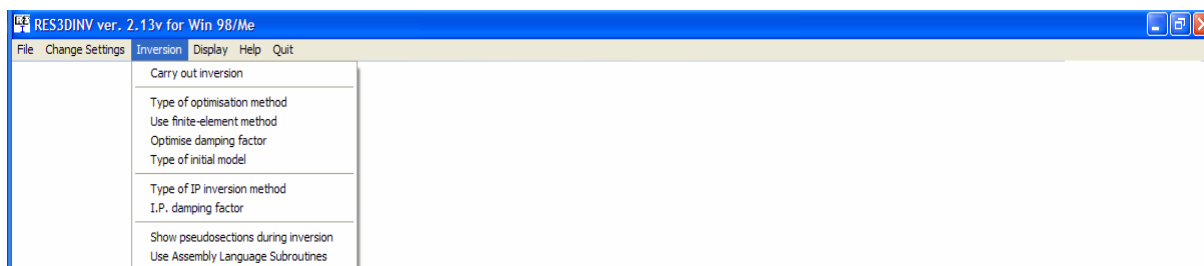 RES3DINV ver. 2.13v for Win 98/Me
File Change Settings Inversion Display Help Quit
Carry out inversion
Type of optimisation method
Use finite-element method
Optimise damping factor
Type of initial model
Type of IP inversion method
I.P. damping factor
Show pseudosections during inversion
Use Assembly Language Subroutines